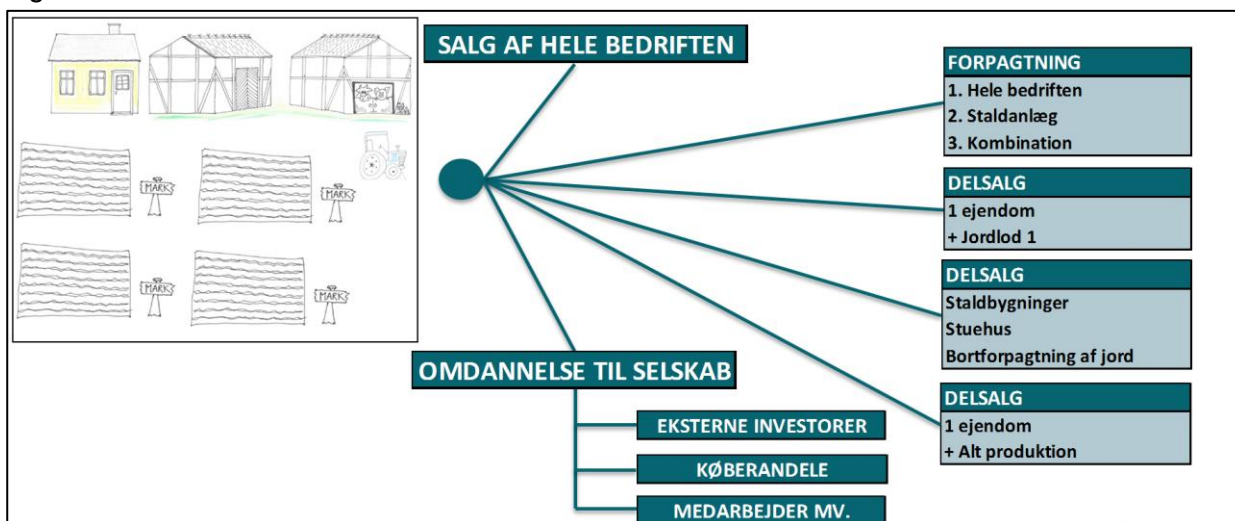 MARK
MARK
MARK
MARK
SALG AF HELE BEDRIFTEN
FORPAGTNING
1. Hele bedriften
2. Staldanlæg
3. Kombination
DELSALG
1 ejendom
+ Jordlod 1
DELSALG
Staldbygninger
Stuehus
Bortforpagtning af jord
DELSALG
1 ejendom
+ Alt produktion
OMDANNELSE TIL SELSKAB
EKSTERNE INVESTORER
KØBERANDELE
MEDARBEJDER MV.